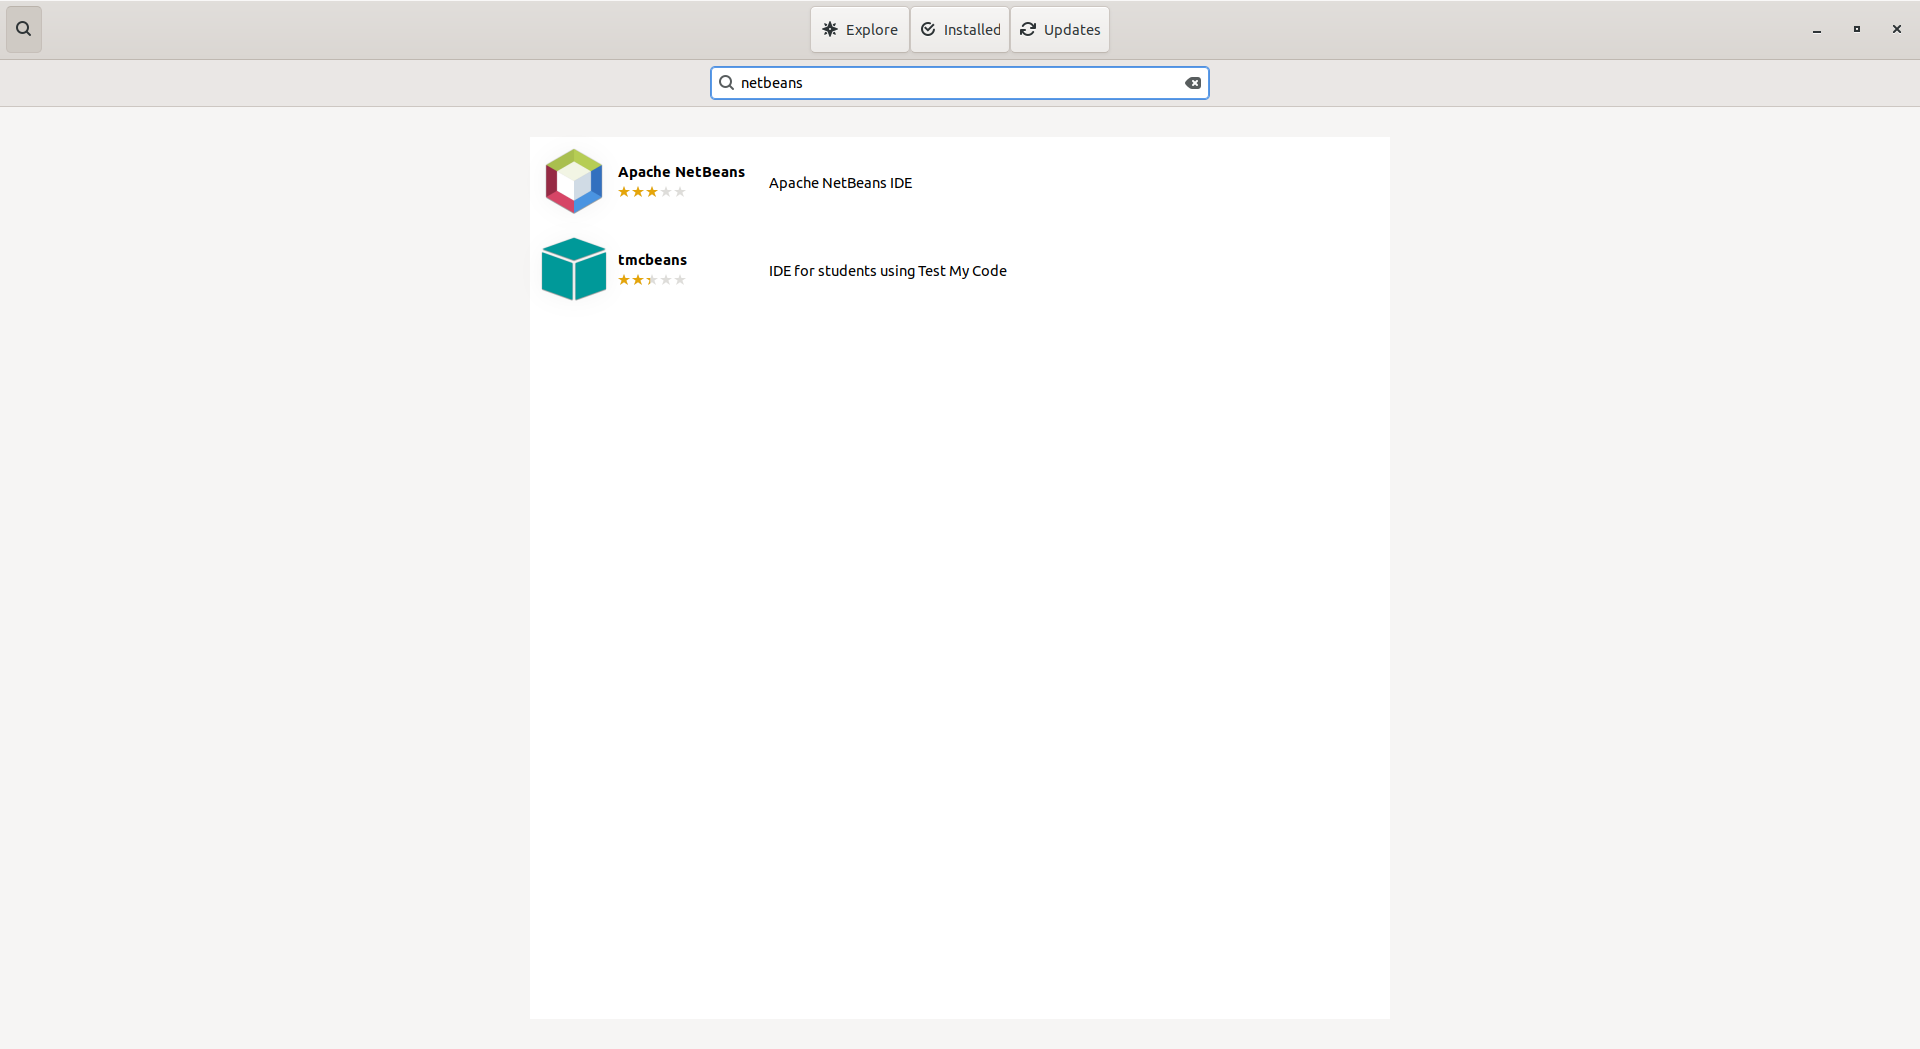 Explore
Installed
Updates
netbeans
Apache NetBeans
Apache NetBeans IDE
tmcbeans
IDE for students using Test My Code